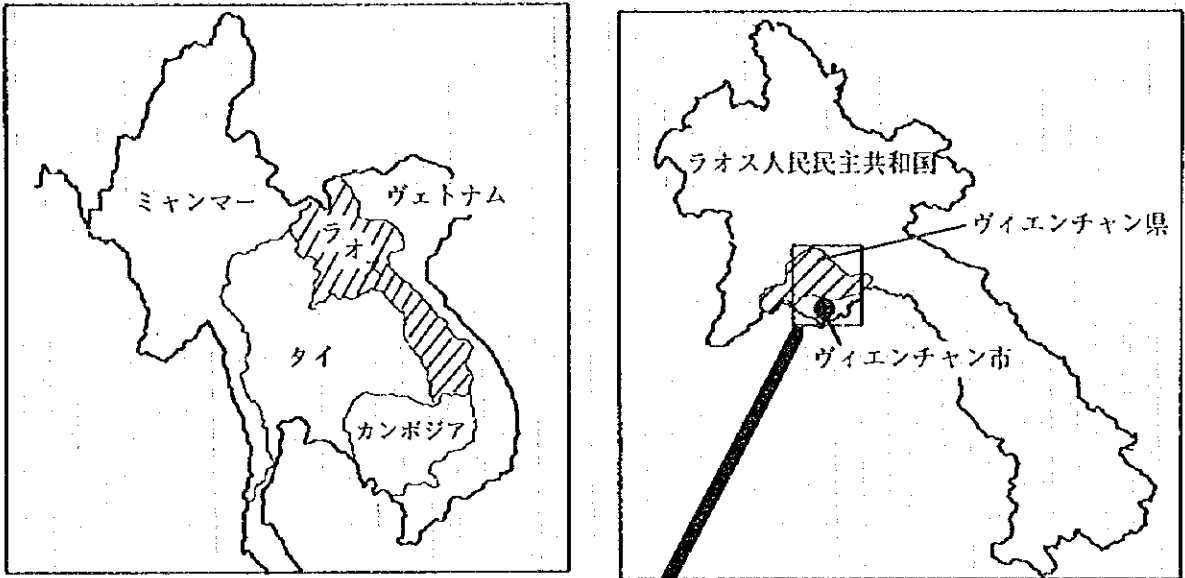 ミャンマー
ヴェトナム
ラオ
タイ
カンボジア
ラオス人民民主共和国
ヴィエンチャン県
ヴィエンチャン市